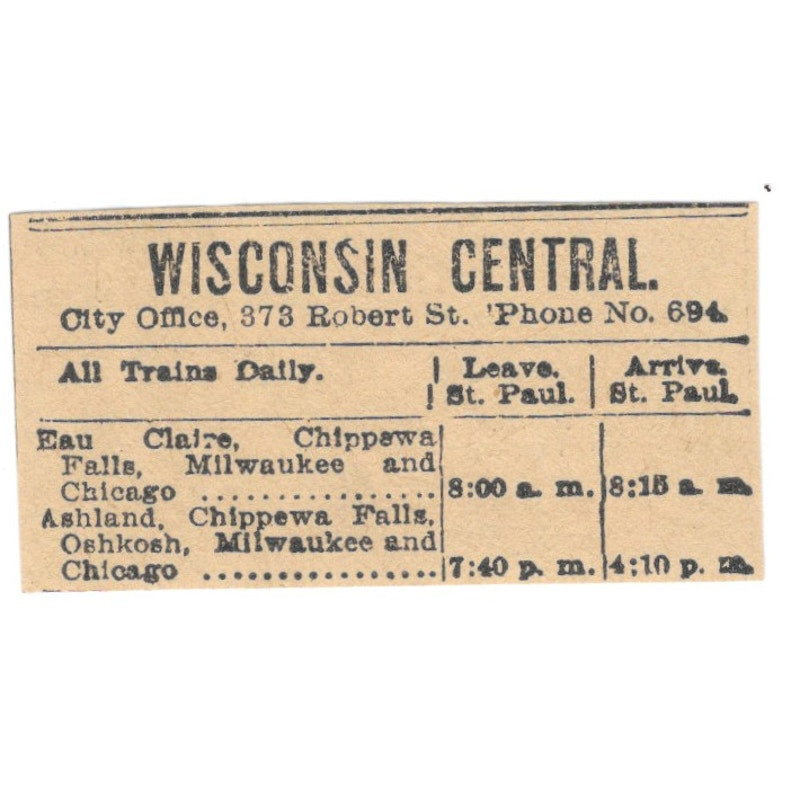 WISCONSIN CENTRAL.
City Office, 373 Robert St. 'Phone No. 694.
All Trains Daily. | Leave. | Arrive.
St. Paul. | St. Paul.
Eau Claire, Chippewa
Falls, Milwaukee and
Chicago .................. 8:00 a. m. 8:15 a. m.
Ashland, Chippewa Falls,
Oshkosh, Milwaukee and
Chicago .................. 7:40 p. m. 4:10 p. m.